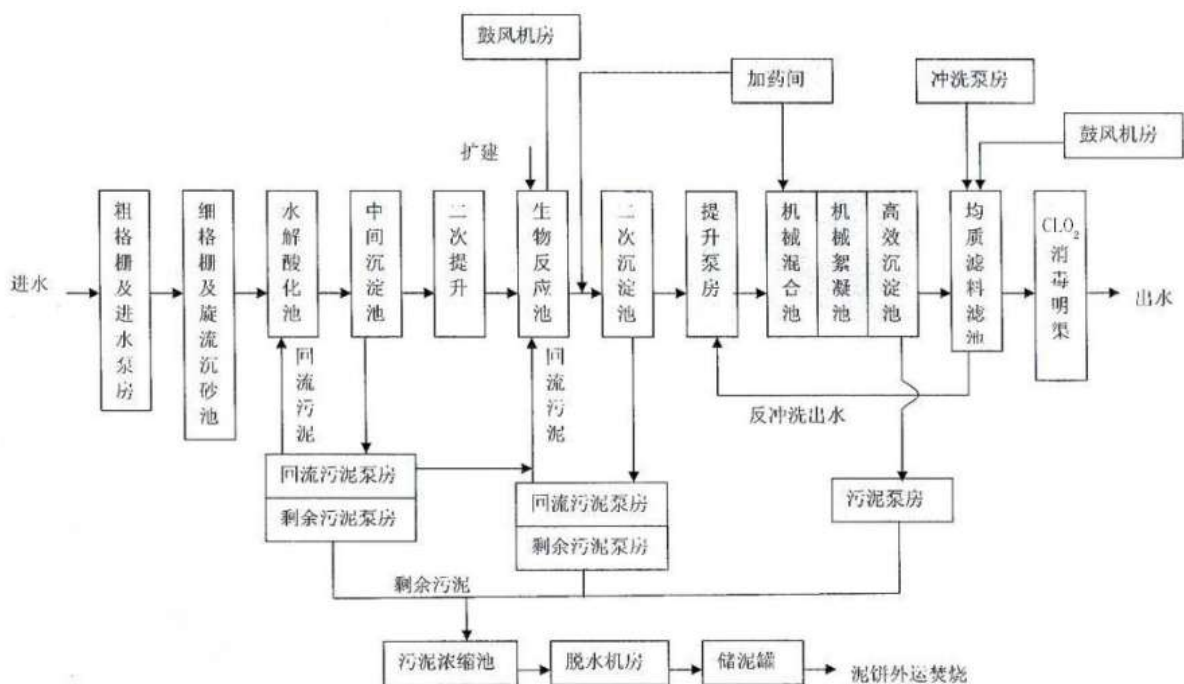 鼓风机房
加药间
冲洗泵房
鼓风机房
扩建
进水
粗格栅及进水泵房
细格栅及旋流沉砂池
水解酸化池
中间沉淀池
二次提升
生物反应池
二次沉淀池
提升泵房
机械混合池
机械絮凝池
高效沉淀池
均质滤料滤池
CLO₂消毒明渠
出水
回流污泥
回流污泥
反冲洗出水
回流污泥泵房
剩余污泥泵房
回流污泥泵房
剩余污泥泵房
污泥泵房
剩余污泥
污泥浓缩池
脱水机房
储泥罐
泥饼外运焚烧